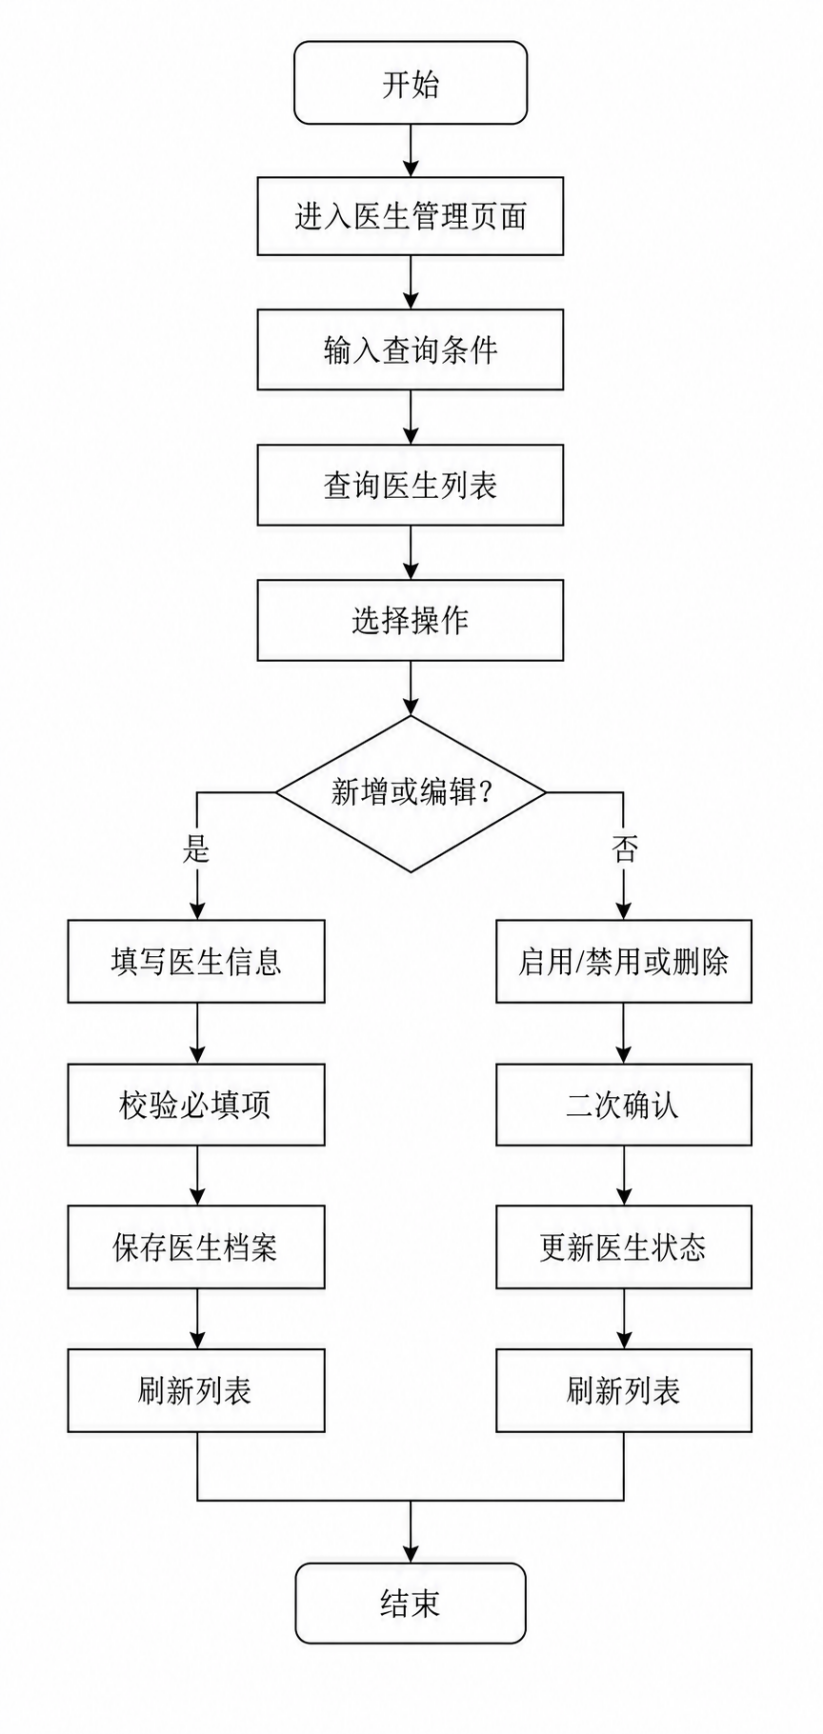 开始
进入医生管理页面
输入查询条件
查询医生列表
选择操作
新增或编辑？
是
否
填写医生信息
启用/禁用或删除
校验必填项
二次确认
保存医生档案
更新医生状态
刷新列表
刷新列表
结束